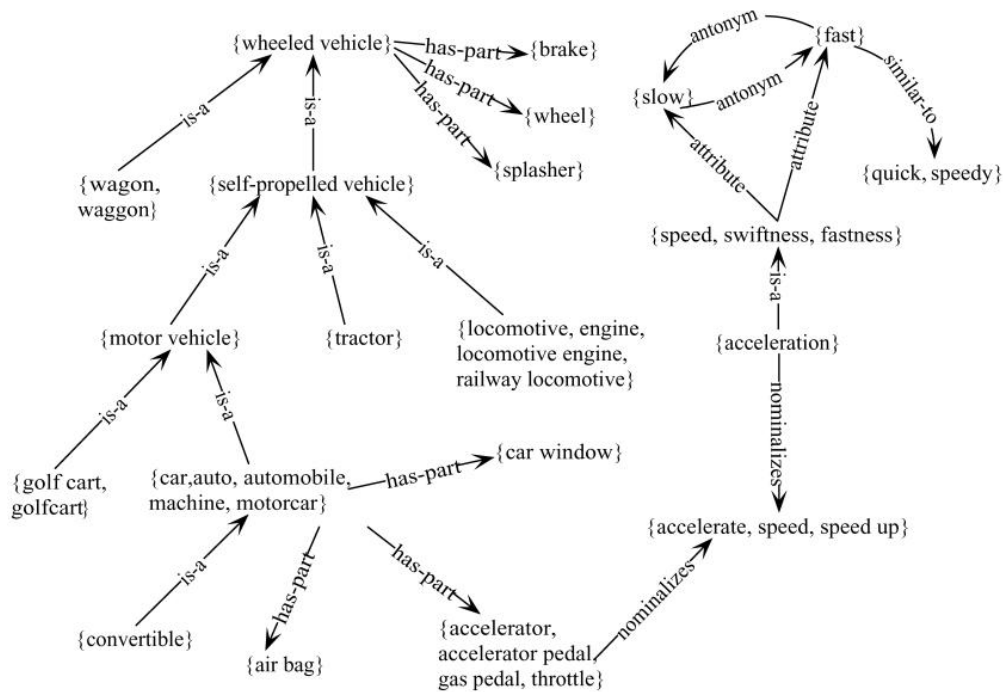 antonym
{fast}
{wheeled vehicle}
has-part
{brake}
has-part
has-part
{wheel}
{splasher}
is-a
is-a
{slow}
antonym
similar-to
attribute
attribute
{quick, speedy}
{wagon,
waggon}
{self-propelled vehicle}
{speed, swiftness, fastness}
is-a
is-a
is-a
is-a
{motor vehicle}
{tractor}
{locomotive, engine,
locomotive engine,
railway locomotive}
{acceleration}
is-a
is-a
nominalizes
{golf cart,
golfcart}
{car,auto, automobile,
machine, motorcar}
has-part
{car window}
{accelerate, speed, speed up}
is-a
has-part
has-part
nominalizes
{convertible}
{air bag}
{accelerator,
accelerator pedal,
gas pedal, throttle}